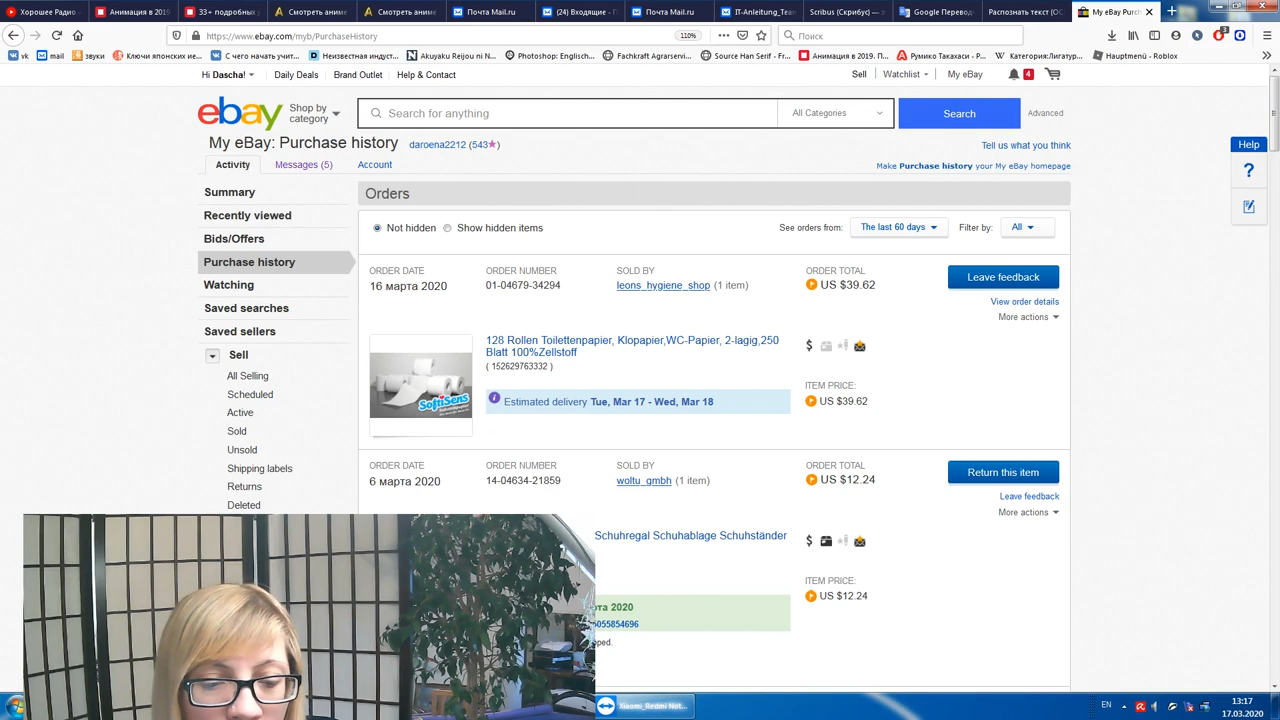 Хорошее Радио
Анимация в 2019
33+ подробных
Смотреть аниме
Смотреть аниме
Почта Mail.ru
(24) Входящие - П
Почта Mail.ru
IT-Anleitung_Team
Scribus (Скрибус) —
Google Перевод
Распознать текст (ОС
My eBay Purch
https://www.ebay.com/myb/PurchaseHistory
110%
Поиск
3
vk
mail
звуки
Ключи японские ие
С чего начать учит
Akuyaku Reijou ni N
Photoshop: Englisch
Fachkraft Agrarservi
Source Han Serif - Fr
Анимация в 2019. П
Румико Такахаси - М
Категория:Лигатур
Hauptmenü - Roblox
Hi Dascha!
Daily Deals
Brand Outlet
Help & Contact
Sell
Watchlist
My eBay
4
ebay
Shop by
category
Search for anything
All Categories
Search
Advanced
My eBay: Purchase history
daroena2212 (543)
Tell us what you think
Help
Activity
Messages (5)
Account
Make Purchase history your My eBay homepage
?
Summary
Recently viewed
Bids/Offers
Purchase history
Watching
Saved searches
Saved sellers
Sell
All Selling
Scheduled
Active
Sold
Unsold
Shipping labels
Returns
Deleted
Orders
Not hidden
Show hidden items
See orders from:
The last 60 days
Filter by:
All
ORDER DATE
16 марта 2020
ORDER NUMBER
01-04679-34294
SOLD BY
leons_hygiene_shop (1 item)
ORDER TOTAL
US $39.62
Leave feedback
View order details
More actions
128 Rollen Toilettenpapier, Klopapier,WC-Papier, 2-lagig,250
Blatt 100%Zellstoff
( 152629763332 )
SoftiSens
$
Estimated delivery Tue, Mar 17 - Wed, Mar 18
ITEM PRICE:
US $39.62
ORDER DATE
6 марта 2020
ORDER NUMBER
14-04634-21859
SOLD BY
woltu_gmbh (1 item)
ORDER TOTAL
US $12.24
Return this item
Leave feedback
More actions
Schuhregal Schuhablage Schuhständer
$
ITEM PRICE:
US $12.24
рта 2020
5055854696
ped.
Xiaomi_Redmi Not...
EN
13:17
17.03.2020